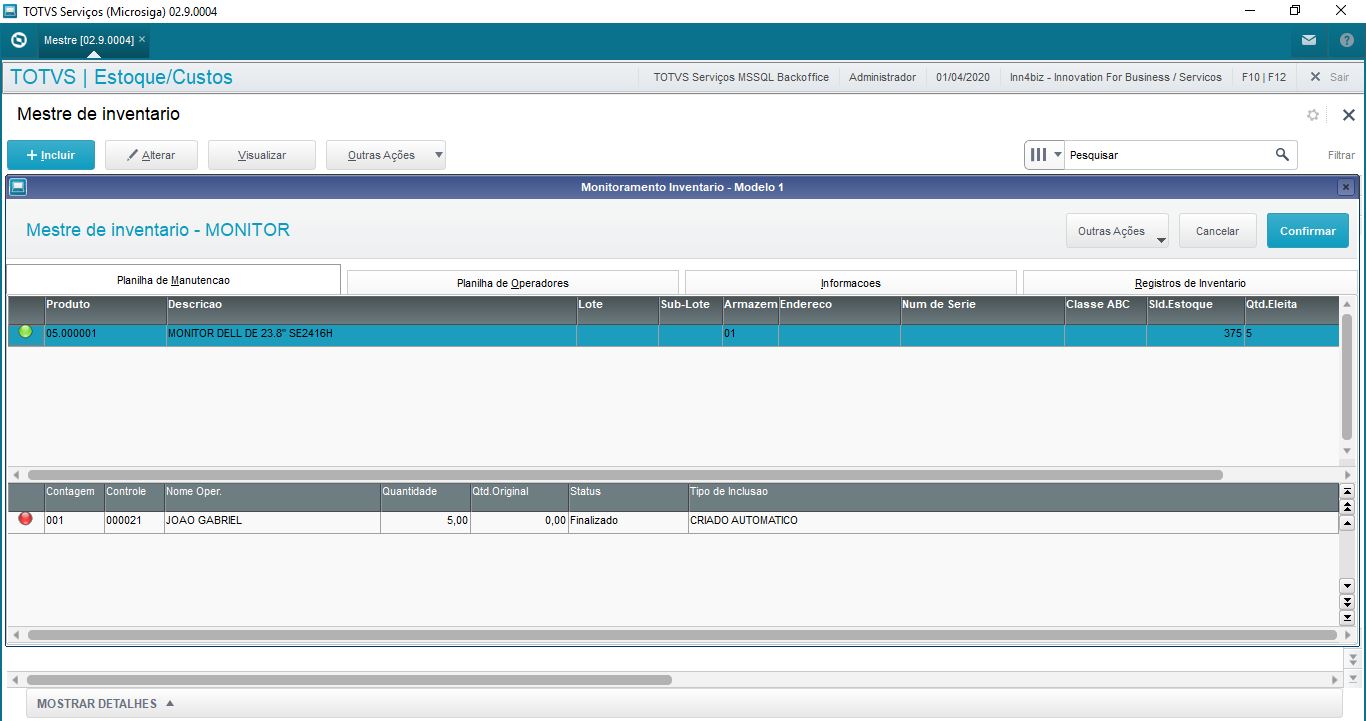 TOTVS Serviços (Microsiga) 02.9.0004
Mestre [02.9.0004]
TOTVS | Estoque/Custos
TOTVS Serviços MSSQL Backoffice Administrador 01/04/2020 Inn4biz - Innovation For Business / Servicos F10 | F12 Sair
Mestre de inventario
+ Incluir Alterar Visualizar Outras Ações Pesquisar Filtrar
Monitoramento Inventario - Modelo 1
Mestre de inventario - MONITOR Outras Ações Cancelar Confirmar
Planilha de Manutencao Planilha de Operadores Informacoes Registros de Inventario
Produto Descricao Lote Sub-Lote Armazem Endereco Num de Serie Classe ABC Sld.Estoque Qtd.Eleita
05.000001 MONITOR DELL DE 23.8" SE2416H 01 375 5
Contagem Controle Nome Oper. Quantidade Qtd.Original Status Tipo de Inclusao
001 000021 JOAO GABRIEL 5,00 0,00 Finalizado CRIADO AUTOMATICO
MOSTRAR DETALHES